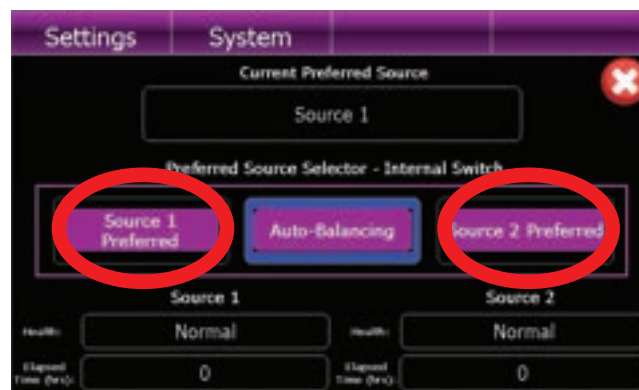 Settings System
Current Preferred Source
Source 1
Preferred Source Selector - Internal Switch
Source 1
Preferred
Auto-Balancing
Source 2 Preferred
Source 1 Source 2
Health: Normal Health: Normal
Elapsed
Time (hrs): 0 Elapsed
Time (hrs): 0